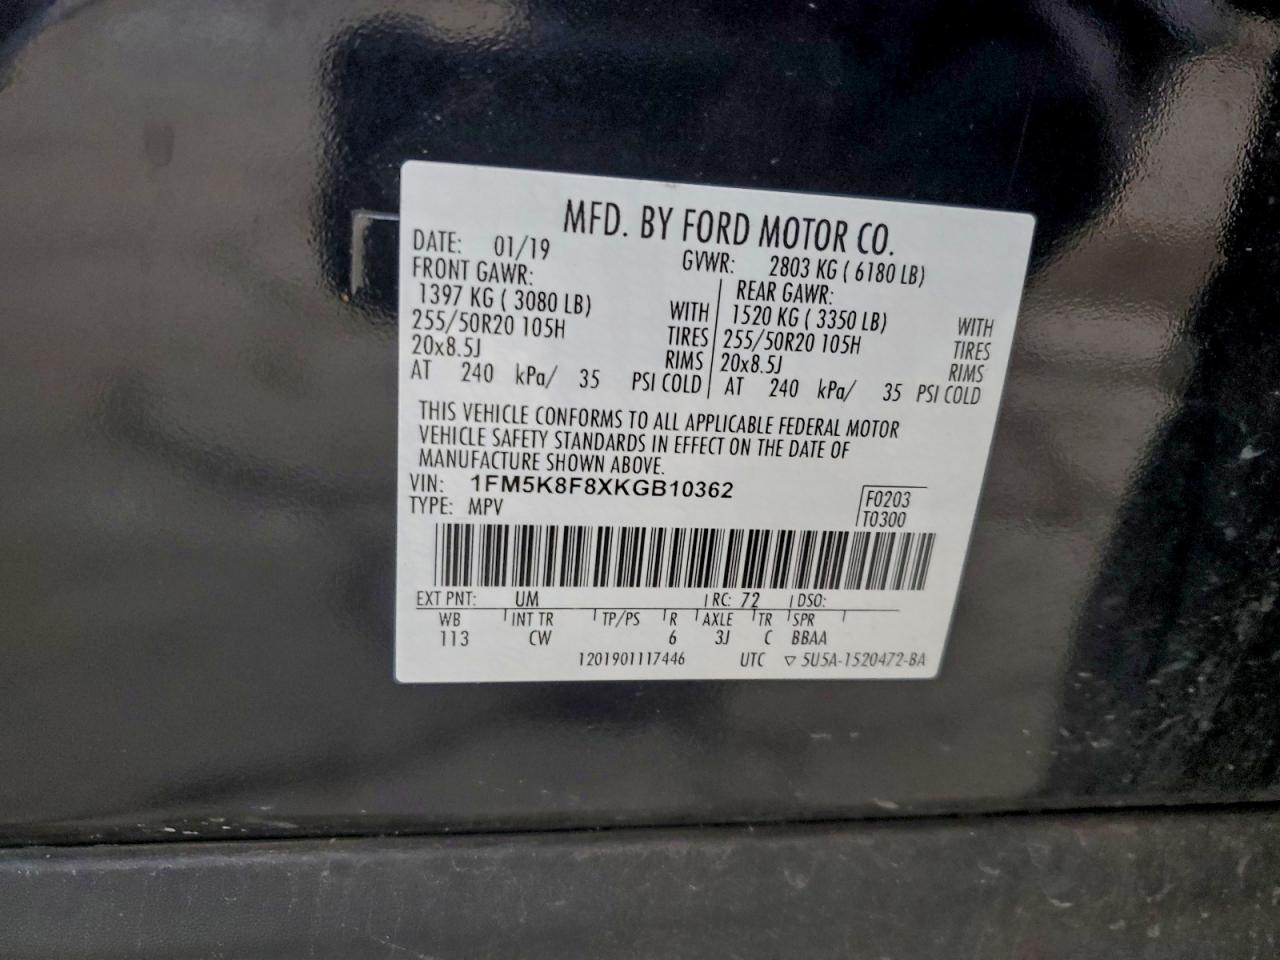 MFD. BY FORD MOTOR CO.
DATE: 01/19 GVWR: 2803 KG ( 6180 LB)
FRONT GAWR: REAR GAWR:
1397 KG ( 3080 LB) WITH 1520 KG ( 3350 LB) WITH
255/50R20 105H TIRES 255/50R20 105H TIRES
20x8.5J RIMS 20x8.5J RIMS
AT 240 kPa/ 35 PSI COLD AT 240 kPa/ 35 PSI COLD
THIS VEHICLE CONFORMS TO ALL APPLICABLE FEDERAL MOTOR
VEHICLE SAFETY STANDARDS IN EFFECT ON THE DATE OF
MANUFACTURE SHOWN ABOVE.
VIN: 1FM5K8F8XKGB10362 F0203
TYPE: MPV T0300
EXT PNT: UM RC: 72 DSO:
WB INT TR TP/PS R AXLE TR SPR
113 CW 6 3J C BBAA
1201901117446 UTC ▽ 5U5A-1520472-BA